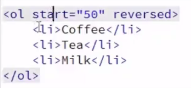 <ol start="50" reversed>
<li>Coffee</li>
<li>Tea</li>
<li>Milk</li>
</ol>